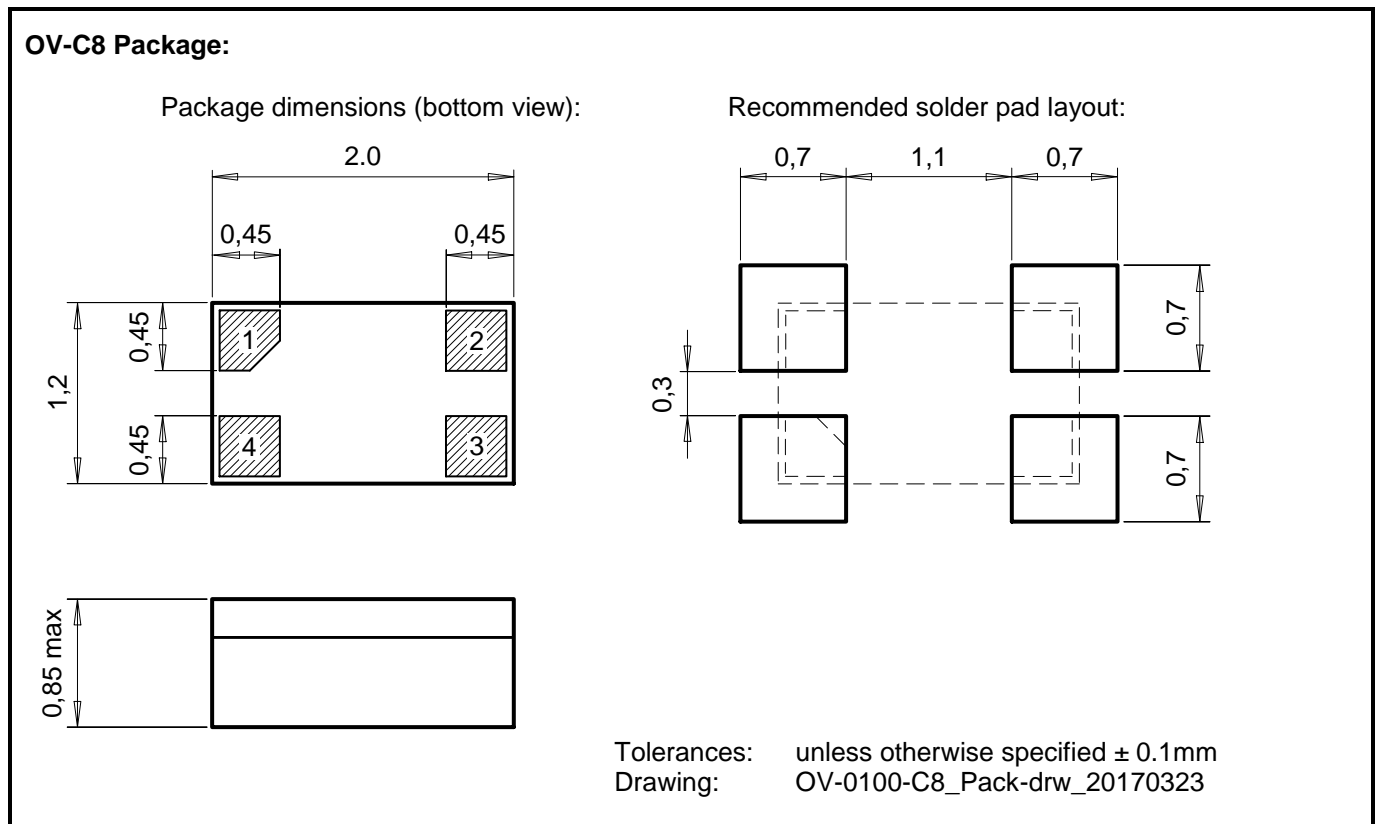 OV-C8 Package:
Package dimensions (bottom view):
Recommended solder pad layout:
2.0
0,45
0,45
0,45
1,2
0,45
1
2
4
3
0,7
1,1
0,7
0,7
0,3
0,7
0,85 max
Tolerances: unless otherwise specified ± 0.1mm
Drawing: OV-0100-C8_Pack-drw_20170323